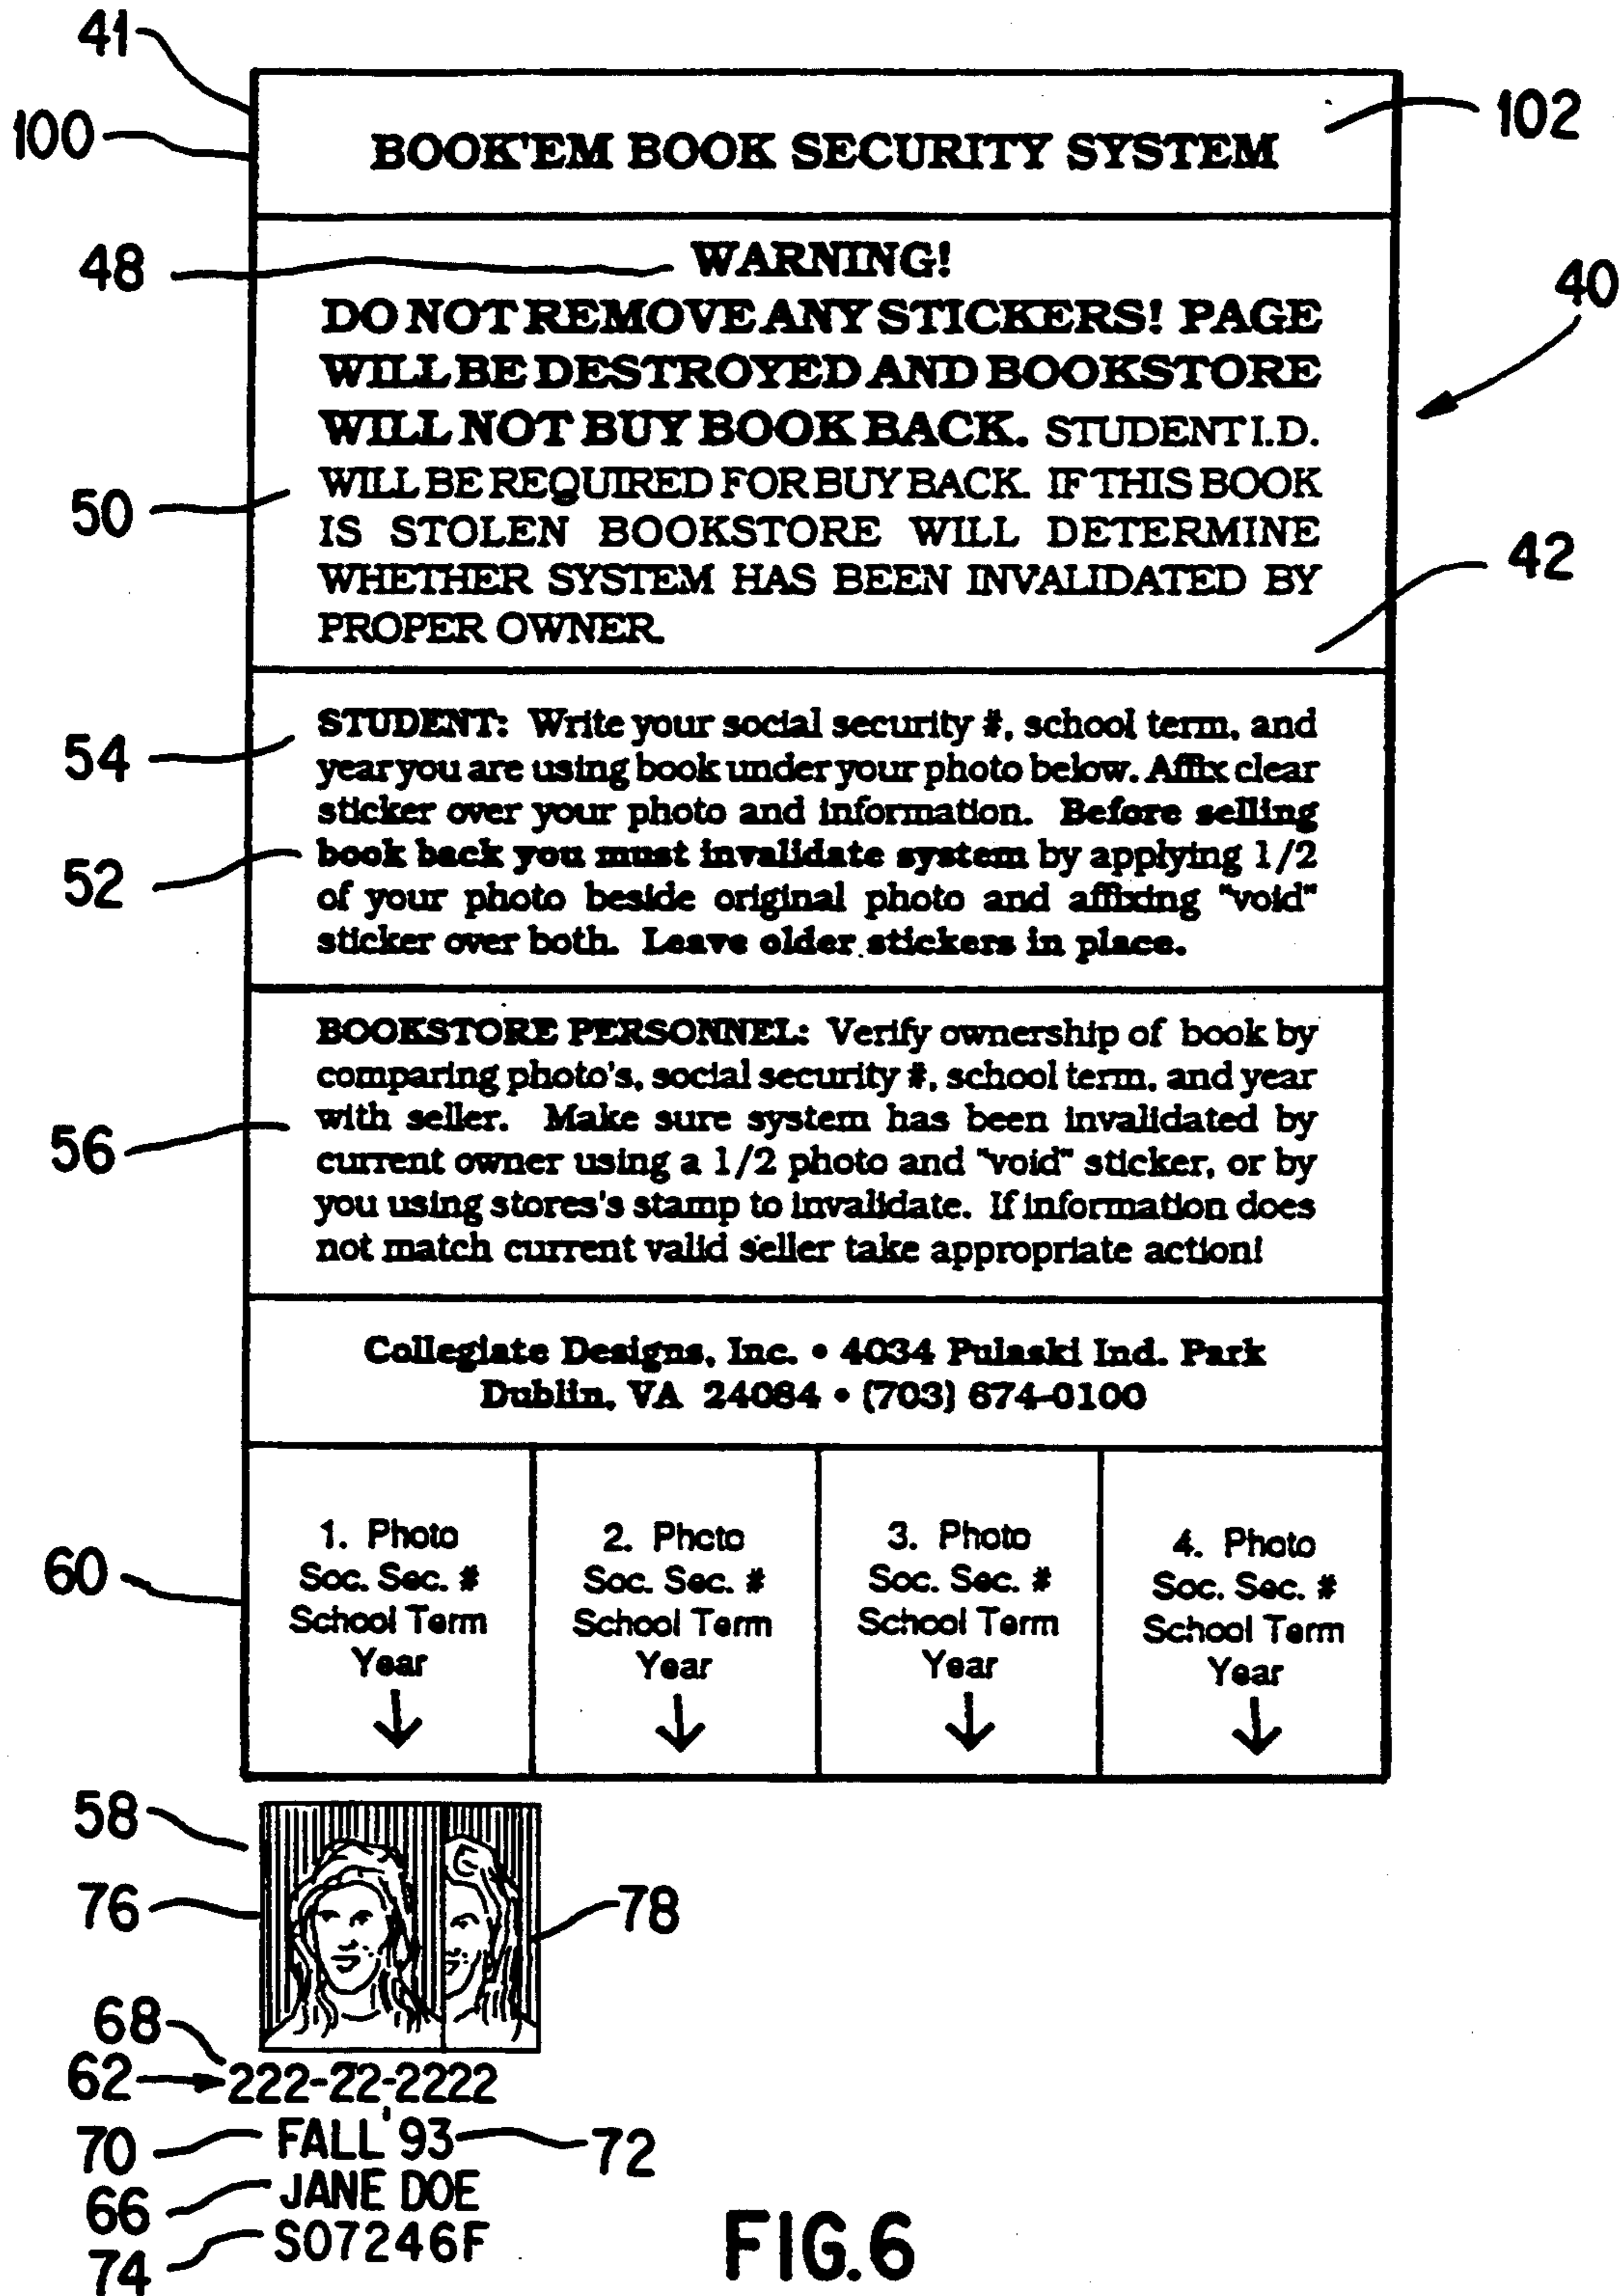 41
100
BOOK'EM BOOK SECURITY SYSTEM
102
48
WARNING!
40
DO NOT REMOVE ANY STICKERS! PAGE
WILL BE DESTROYED AND BOOKSTORE
WILL NOT BUY BOOK BACK. STUDENT I.D.
50
WILL BE REQUIRED FOR BUY BACK. IF THIS BOOK
IS STOLEN BOOKSTORE WILL DETERMINE
WHETHER SYSTEM HAS BEEN INVALIDATED BY
PROPER OWNER.
42
54
STUDENT: Write your social security #, school term, and
year you are using book under your photo below. Affix clear
sticker over your photo and information. Before selling
52
book back you must invalidate system by applying 1/2
of your photo beside original photo and affixing "void"
sticker over both. Leave older stickers in place.
BOOKSTORE PERSONNEL: Verify ownership of book by
comparing photo's, social security #, school term, and year
56
with seller. Make sure system has been invalidated by
current owner using a 1/2 photo and "void" sticker, or by
you using stores's stamp to invalidate. If information does
not match current valid seller take appropriate action!
Collegiate Designs, Inc. • 4034 Pulaski Ind. Park
Dublin, VA 24084 • (703) 674-0100
60
1. Photo
Soc. Sec. #
School Term
Year
2. Photo
Soc. Sec. #
School Term
Year
3. Photo
Soc. Sec. #
School Term
Year
4. Photo
Soc. Sec. #
School Term
Year
58
76
78
68
62
222-22-2222
70
FALL '93
72
66
JANE DOE
74
S07246F
FIG.6